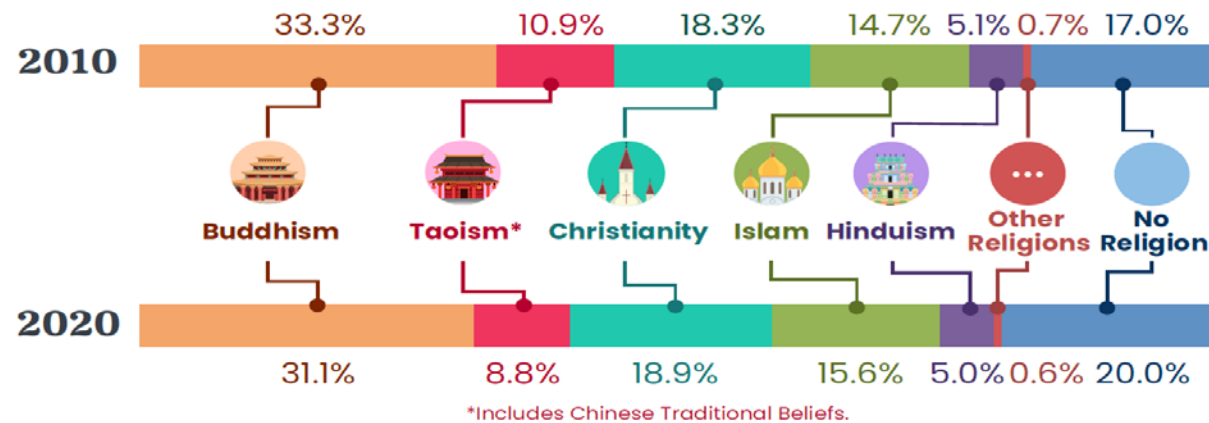 33.3% 10.9% 18.3% 14.7% 5.1% 0.7% 17.0%
2010
Buddhism Taoism* Christianity Islam Hinduism Other Religions No Religion
2020
31.1% 8.8% 18.9% 15.6% 5.0% 0.6% 20.0%
*Includes Chinese Traditional Beliefs.